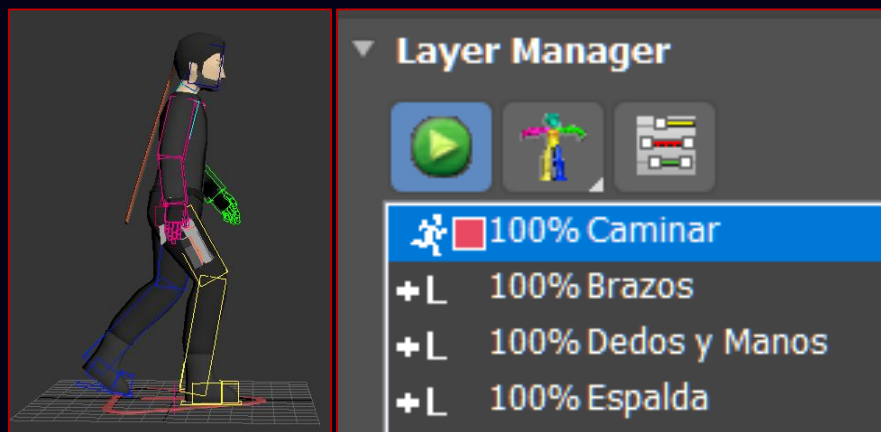 Layer Manager
100% Caminar
+L 100% Brazos
+L 100% Dedos y Manos
+L 100% Espalda